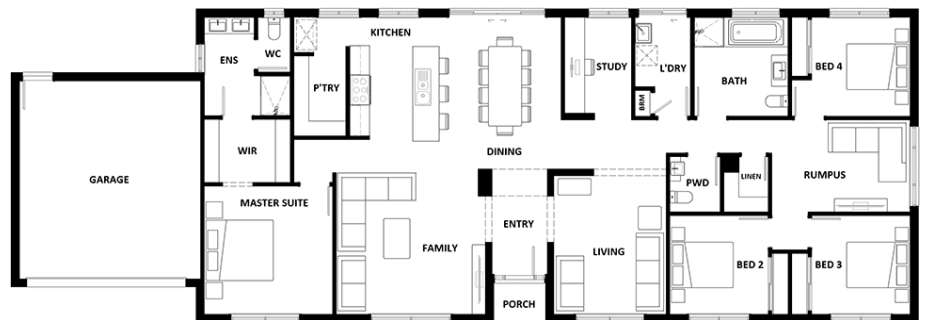 KITCHEN
WC
ENS
P'TRY
STUDY
L'DRY
BATH
BED 4
BRM
WIR
DINING
GARAGE
PWD
LINEN
RUMPUS
MASTER SUITE
ENTRY
FAMILY
LIVING
BED 2
BED 3
PORCH